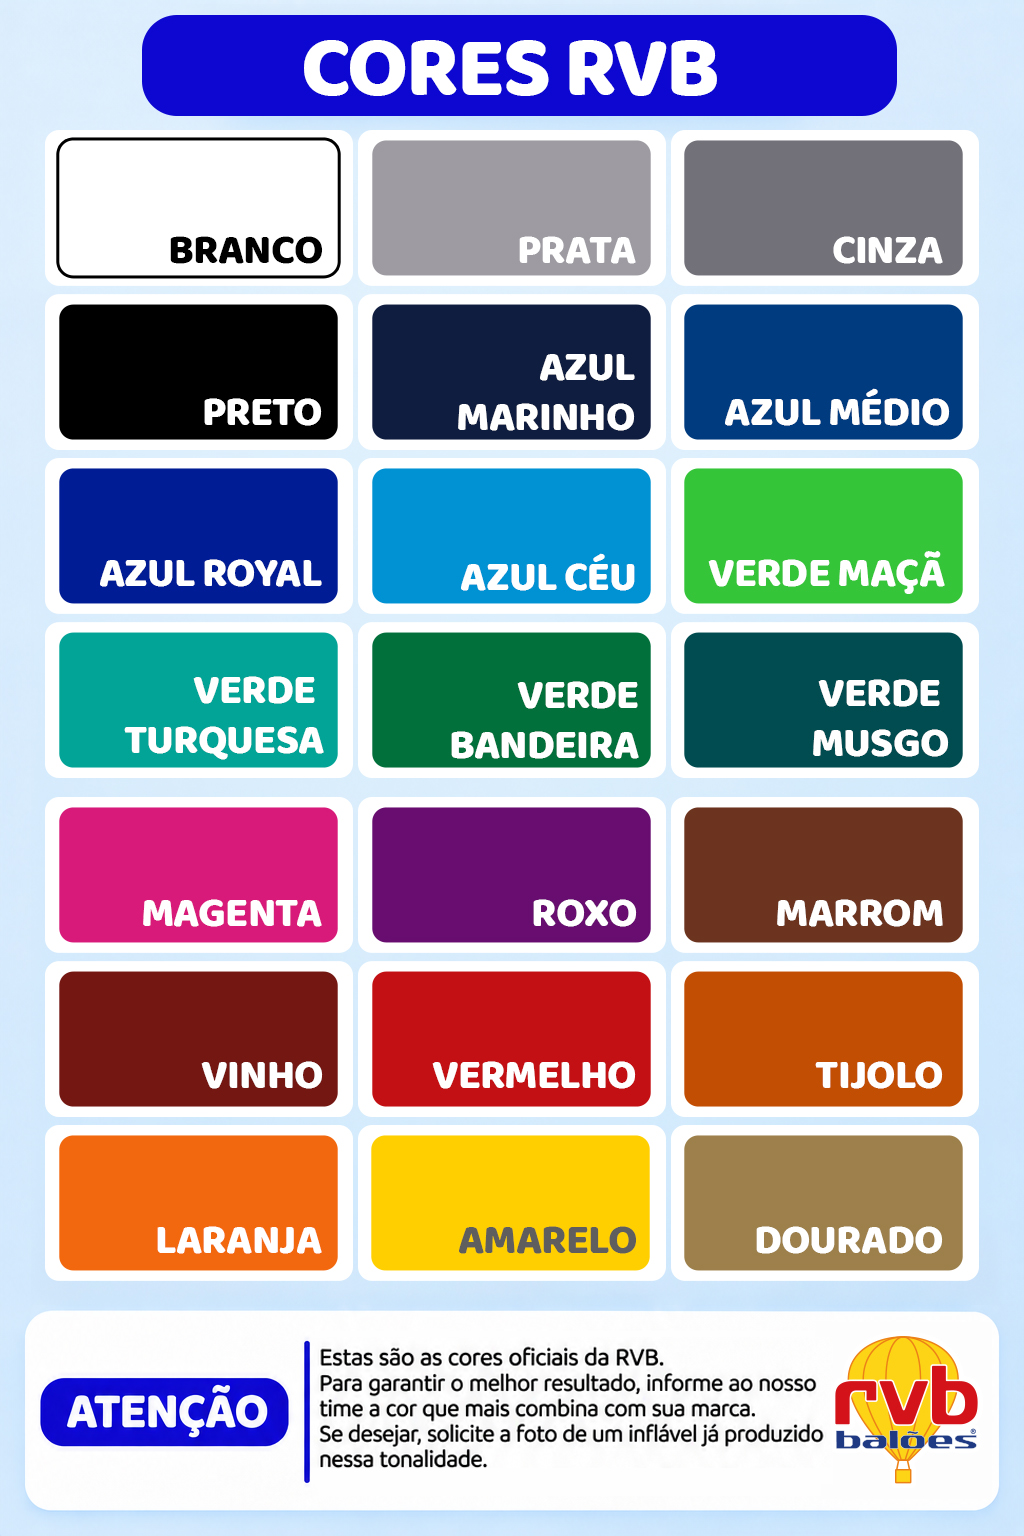 CORES RVB
BRANCO
PRATA
CINZA
PRETO
AZUL
MARINHO
AZUL MÉDIO
AZUL ROYAL
AZUL CÉU
VERDE MAÇÃ
VERDE
TURQUESA
VERDE
BANDEIRA
VERDE
MUSGO
MAGENTA
ROXO
MARROM
VINHO
VERMELHO
TIJOLO
LARANJA
AMARELO
DOURADO
ATENÇÃO
Estas são as cores oficiais da RVB.
Para garantir o melhor resultado, informe ao nosso
time a cor que mais combina com sua marca.
Se desejar, solicite a foto de um inflável já produzido
nessa tonalidade.
rvb
balões®